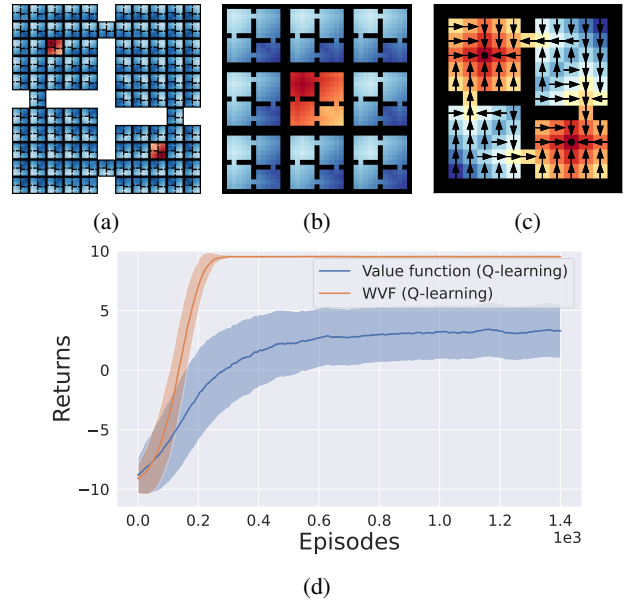 (a)
(b)
(c)
10
5
0
−5
−10
Returns
Value function (Q-learning)
WVF (Q-learning)
0.0 0.2 0.4 0.6 0.8 1.0 1.2 1.4
1e3
Episodes
(d)